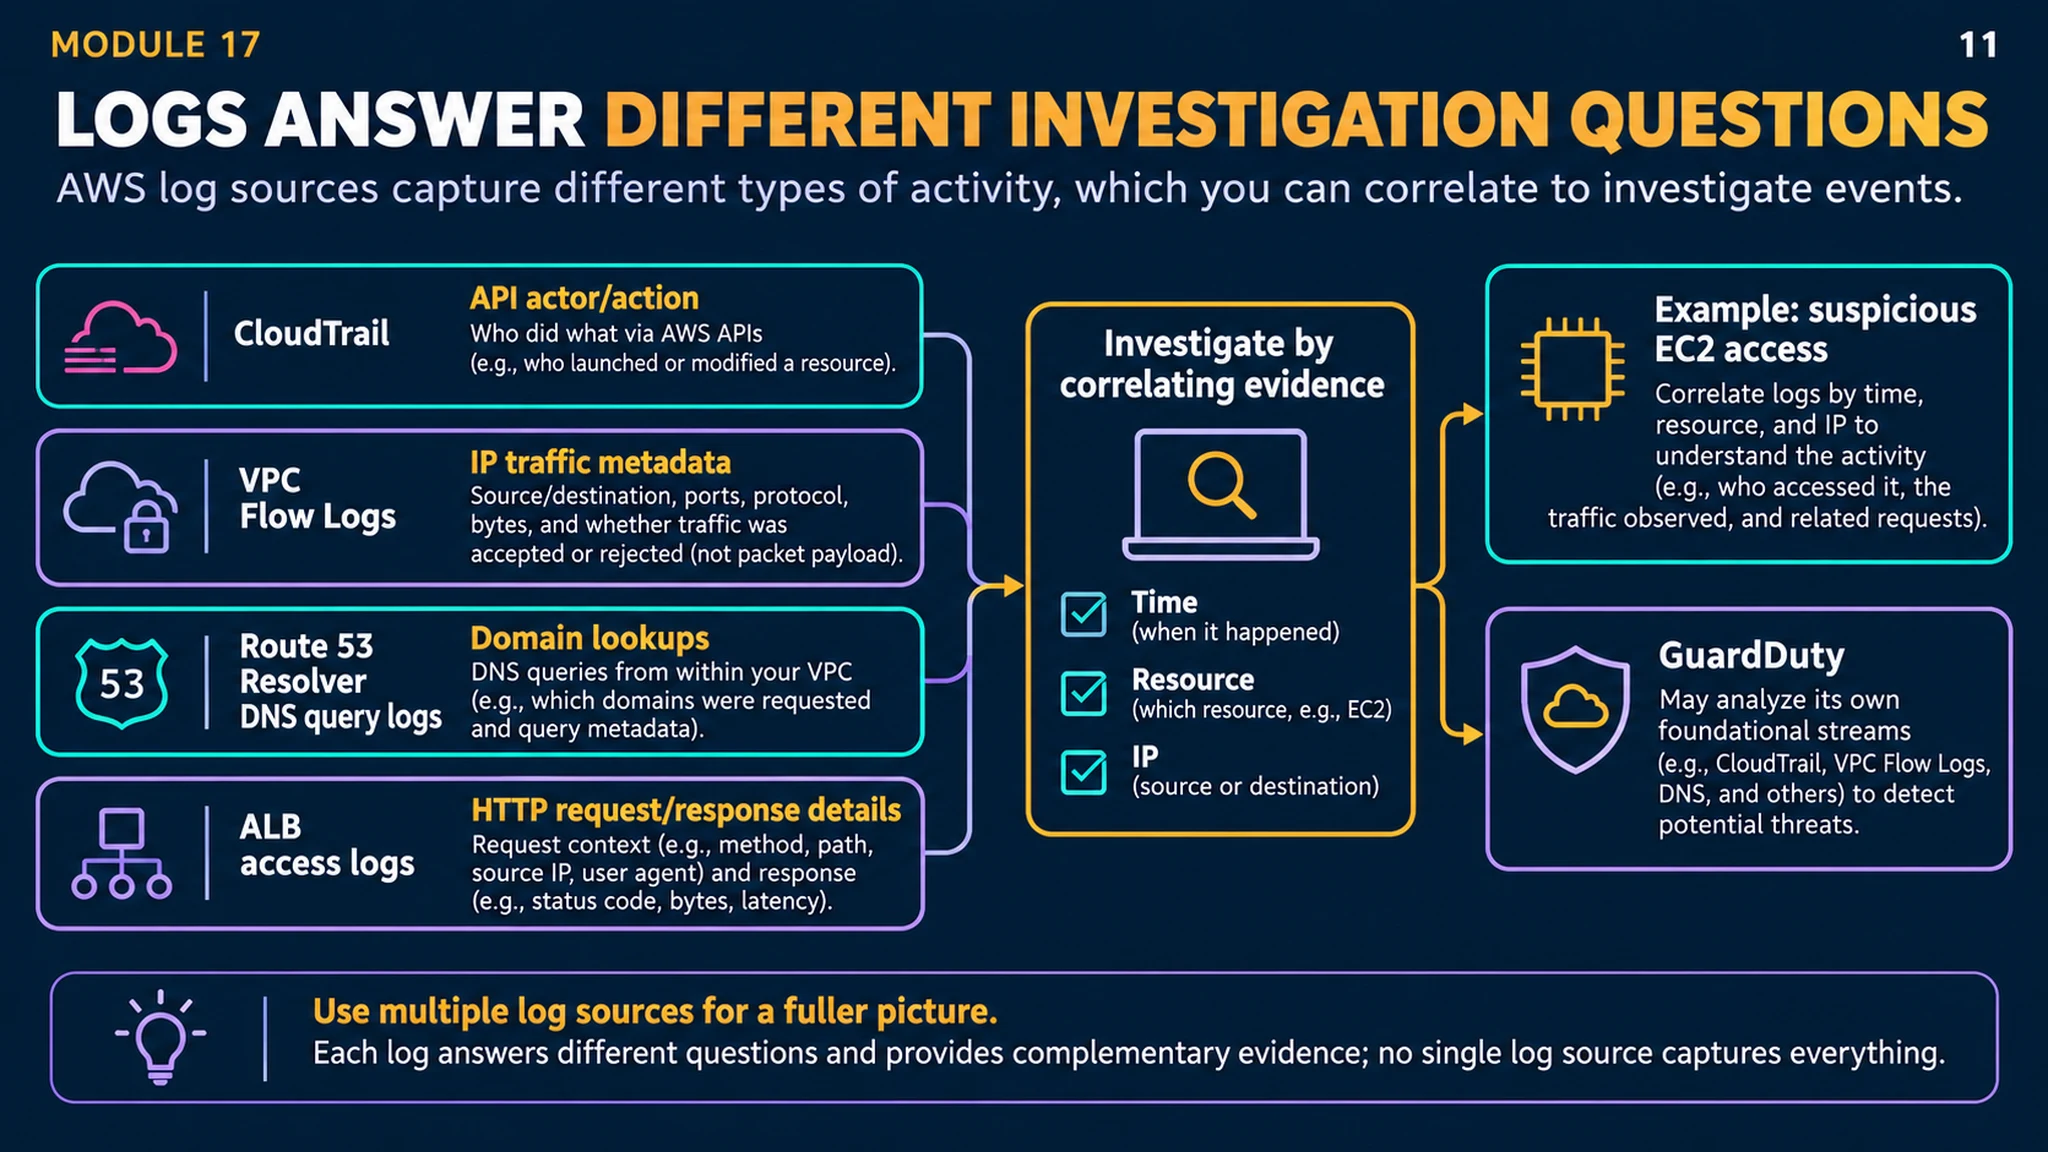 MODULE 17
11
LOGS ANSWER DIFFERENT INVESTIGATION QUESTIONS
AWS log sources capture different types of activity, which you can correlate to investigate events.
CloudTrail
API actor/action
Who did what via AWS APIs
(e.g., who launched or modified a resource).
VPC
Flow Logs
IP traffic metadata
Source/destination, ports, protocol,
bytes, and whether traffic was
accepted or rejected (not packet payload).
53
Route 53
Resolver
DNS query logs
Domain lookups
DNS queries from within your VPC
(e.g., which domains were requested
and query metadata).
ALB
access logs
HTTP request/response details
Request context (e.g., method, path,
source IP, user agent) and response
(e.g., status code, bytes, latency).
Investigate by
correlating evidence
Time
(when it happened)
Resource
(which resource, e.g., EC2)
IP
(source or destination)
Example: suspicious
EC2 access
Correlate logs by time,
resource, and IP to
understand the activity
(e.g., who accessed it, the
traffic observed, and related requests).
GuardDuty
May analyze its own
foundational streams
(e.g., CloudTrail, VPC Flow Logs,
DNS, and others) to detect
potential threats.
Use multiple log sources for a fuller picture.
Each log answers different questions and provides complementary evidence; no single log source captures everything.